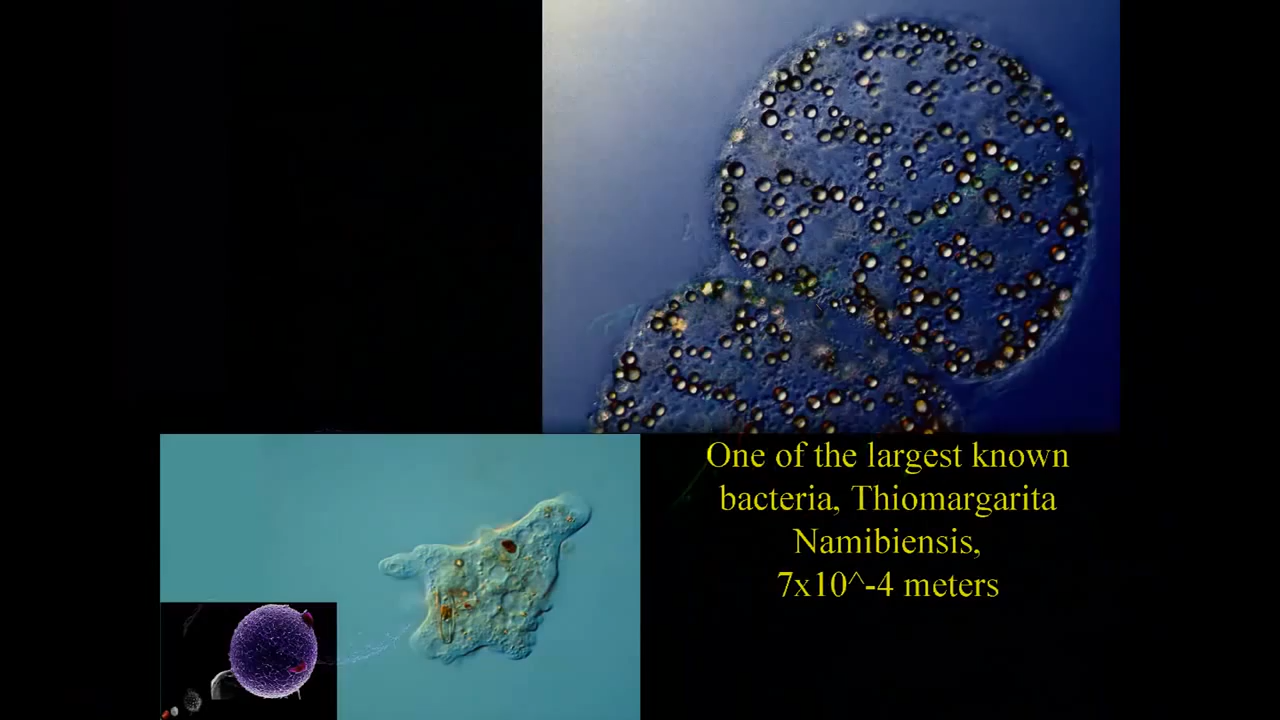 One of the largest known
bacteria, Thiomargarita
Namibiensis,
7x10^-4 meters